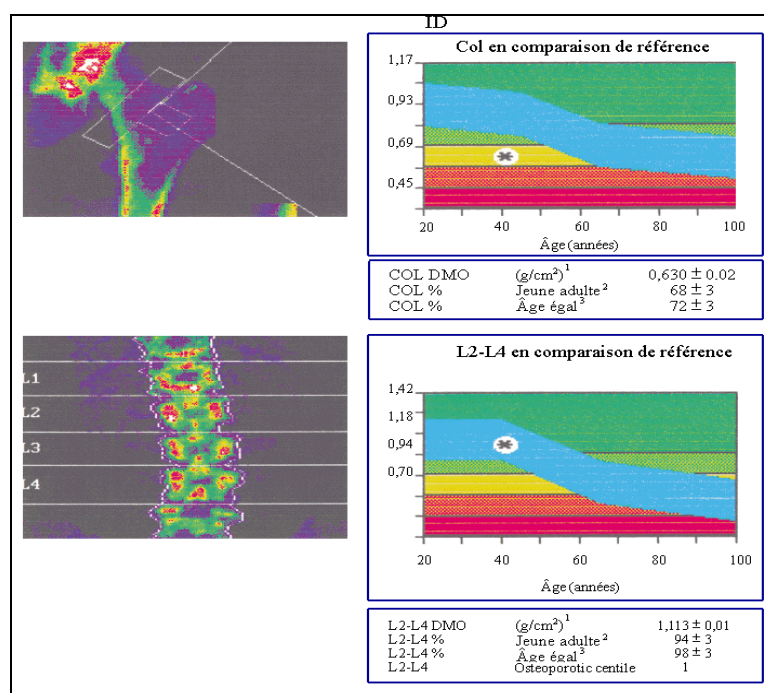 ID
Col en comparaison de référence
1,17
0,93
0,69
0,45
20 40 60 80 100
Âge (années)
COL DMO (g/cm²)¹ 0,630 ± 0.02
COL % Jeune adulte² 68 ± 3
COL % Âge égal³ 72 ± 3
L1
L2
L3
L4
L2-L4 en comparaison de référence
1,42
1,18
0,94
0,70
20 40 60 80 100
Âge (années)
L2-L4 DMO (g/cm²)¹ 1,113 ± 0,01
L2-L4 % Jeune adulte² 94 ± 3
L2-L4 % Âge égal³ 98 ± 3
L2-L4 Osteoporotic centile 1